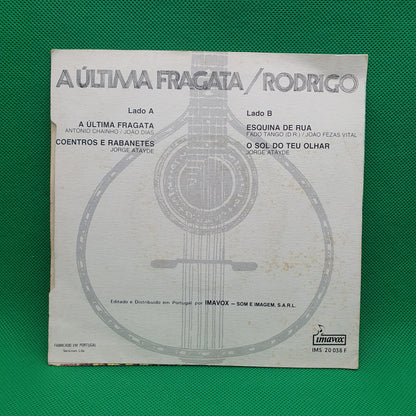 A ÚLTIMA FRAGATA/RODRIGO
Lado A
A ÚLTIMA FRAGATA
ANTÓNIO CHAINHO / JOÃO DIAS
COENTROS E RABANETES
JORGE ATAYDE
Lado B
ESQUINA DE RUA
FADO TANGO (D.R.) / JOÃO FEZAS VITAL
O SOL DO TEU OLHAR
JORGE ATAYDE
Editado e Distribuído em Portugal por IMAVOX – SOM E IMAGEM, S.A.R.L.
FABRICADO EM PORTUGAL
imavox
IMS 20 038 F